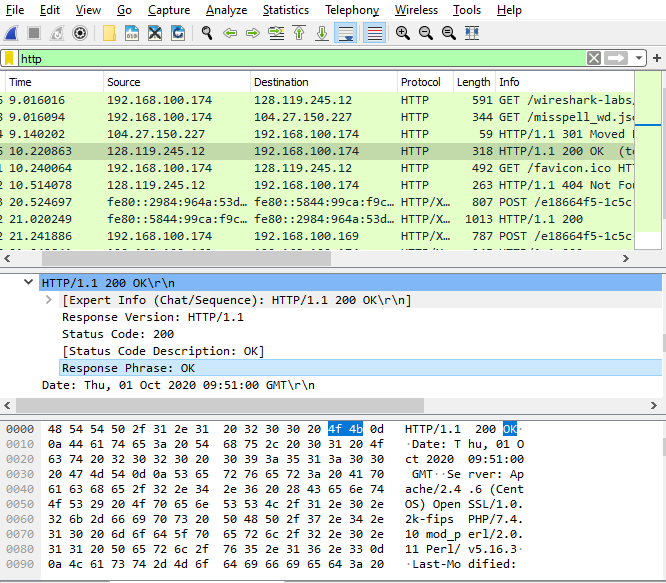 File Edit View Go Capture Analyze Statistics Telephony Wireless Tools Help
http
Time Source Destination Protocol Length Info
9.016016 192.168.100.174 128.119.245.12 HTTP 591 GET /wireshark-labs/
9.016094 192.168.100.174 104.27.150.227 HTTP 344 GET /misspell_wd.jso
9.140202 104.27.150.227 192.168.100.174 HTTP 59 HTTP/1.1 301 Moved
10.220863 128.119.245.12 192.168.100.174 HTTP 318 HTTP/1.1 200 OK (te
10.240064 192.168.100.174 128.119.245.12 HTTP 492 GET /favicon.ico HTT
10.514078 128.119.245.12 192.168.100.174 HTTP 263 HTTP/1.1 404 Not Fou
20.524697 fe80::2984:964a:53d… fe80::5844:99ca:f9c… HTTP/X… 807 POST /e18664f5-1c5c
21.020249 fe80::5844:99ca:f9c… fe80::2984:964a:53d… HTTP/X… 1013 HTTP/1.1 200
21.241886 192.168.100.174 192.168.100.169 HTTP/X… 787 POST /e18664f5-1c5c
HTTP/1.1 200 OK\r\n
[Expert Info (Chat/Sequence): HTTP/1.1 200 OK\r\n]
Response Version: HTTP/1.1
Status Code: 200
[Status Code Description: OK]
Response Phrase: OK
Date: Thu, 01 Oct 2020 09:51:00 GMT\r\n
0000 48 54 54 50 2f 31 2e 31 20 32 30 30 20 4f 4b 0d HTTP/1.1 200 OK·
0010 0a 44 61 74 65 3a 20 54 68 75 2c 20 30 31 20 4f ·Date: T hu, 01 O
0020 63 74 20 32 30 32 30 20 30 39 3a 35 31 3a 30 30 ct 2020 09:51:00
0030 20 47 4d 54 0d 0a 53 65 72 76 65 72 3a 20 41 70 GMT··Se rver: Ap
0040 61 63 68 65 2f 32 2e 34 2e 36 20 28 43 65 6e 74 ache/2.4 .6 (Cent
0050 4f 53 29 20 4f 70 65 6e 53 53 4c 2f 31 2e 30 2e OS) Open SSL/1.0.
0060 32 6b 2d 66 69 70 73 20 50 48 50 2f 37 2e 34 2e 2k-fips PHP/7.4.
0070 31 30 20 6d 6f 64 5f 70 65 72 6c 2f 32 2e 30 2e 10 mod_p erl/2.0.
0080 31 31 20 50 65 72 6c 2f 76 35 2e 31 36 2e 33 0d 11 Perl/ v5.16.3·
0090 0a 4c 61 73 74 2d 4d 6f 64 69 66 69 65 64 3a 20 ·Last-Mo dified: